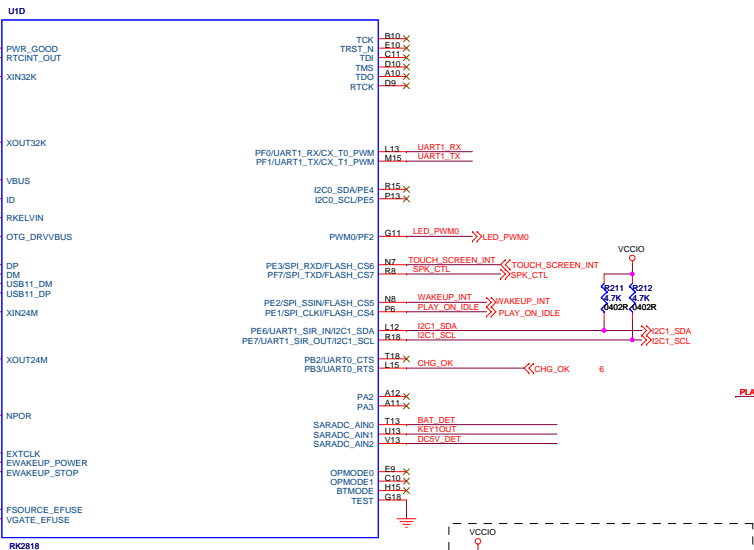 U1D
PWR_GOOD
RTCINT_OUT
XIN32K
XOUT32K
VBUS
ID
RKELVIN
OTG_DRVVBUS
DP
DM
USB11_DM
USB11_DP
XIN24M
XOUT24M
NPOR
EXTCLK
EWAKEUP_POWER
EWAKEUP_STOP
FSOURCE_EFUSE
VGATE_EFUSE
RK2818
TCK B10
TRST_N E10
TDI C11
TMS D10
TDO A10
RTCK D9
PF0/UART1_RX/CX_T0_PWM L13 UART1_RX
PF1/UART1_TX/CX_T1_PWM M15 UART1_TX
I2C0_SDA/PE4 R15
I2C0_SCL/PE5 P13
PWM0/PF2 G11 LED_PWM0 LED_PWM0
PE3/SPI_RXD/FLASH_CS6 N7 TOUCH_SCREEN_INT TOUCH_SCREEN_INT
PF7/SPI_TXD/FLASH_CS7 R8 SPK_CTL SPK_CTL
PE2/SPI_SSIN/FLASH_CS5 N8 WAKEUP_INT WAKEUP_INT
PE1/SPI_CLKI/FLASH_CS4 P6 PLAY_ON_IDLE PLAY_ON_IDLE
PE6/UART1_SIR_IN/I2C1_SDA L12 I2C1_SDA I2C1_SDA
PE7/UART1_SIR_OUT/I2C1_SCL R18 I2C1_SCL I2C1_SCL
PB2/UART0_CTS T18
PB3/UART0_RTS L15 CHG_OK CHG_OK 6
PA2 A12
PA3 A11
SARADC_AIN0 T13 BAT_DET
SARADC_AIN1 U13 KEY1OUT
SARADC_AIN2 V13 DC5V_DET
OPMODE0 E9
OPMODE1 C10
BTMODE H15
TEST G18
VCCIO
R211 R212
4.7K 4.7K
0402R 0402R
PLA
VCCIO